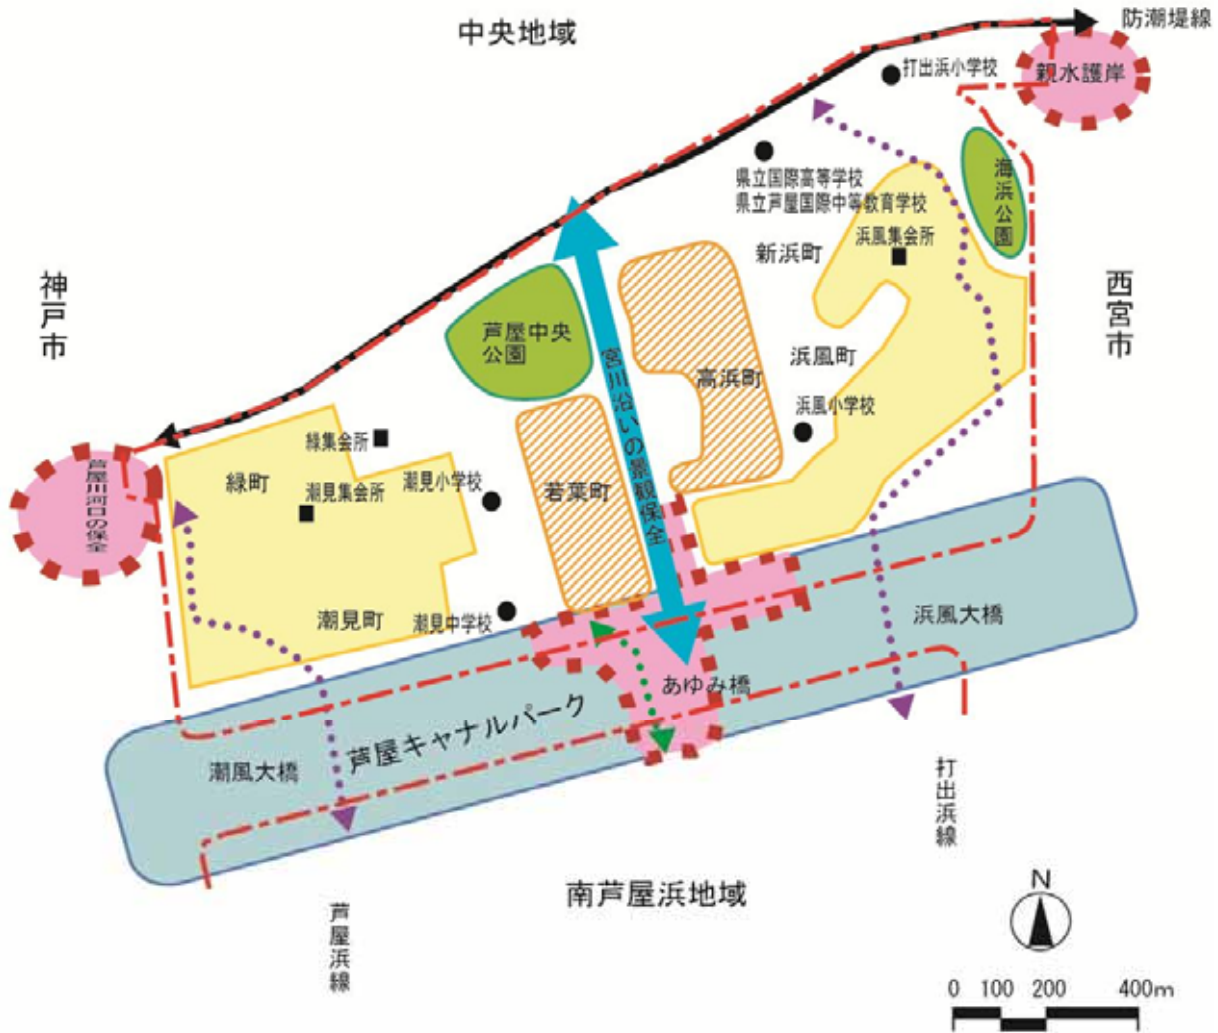 中央地域
防潮堤線
打出浜小学校
親水護岸
県立国際高等学校
県立芦屋国際中等教育学校
海浜公園
浜風集会所
新浜町
神戸市
西宮市
芦屋中央
公園
宮川沿いの景観保全
高浜町
浜風町
浜風小学校
緑集会所
緑町
潮見集会所
潮見小学校
若葉町
芦屋川河口の保全
潮見町
潮見中学校
浜風大橋
あゆみ橋
芦屋キャナルパーク
潮風大橋
打出浜線
南芦屋浜地域
芦屋浜線
N
0 100 200 400m